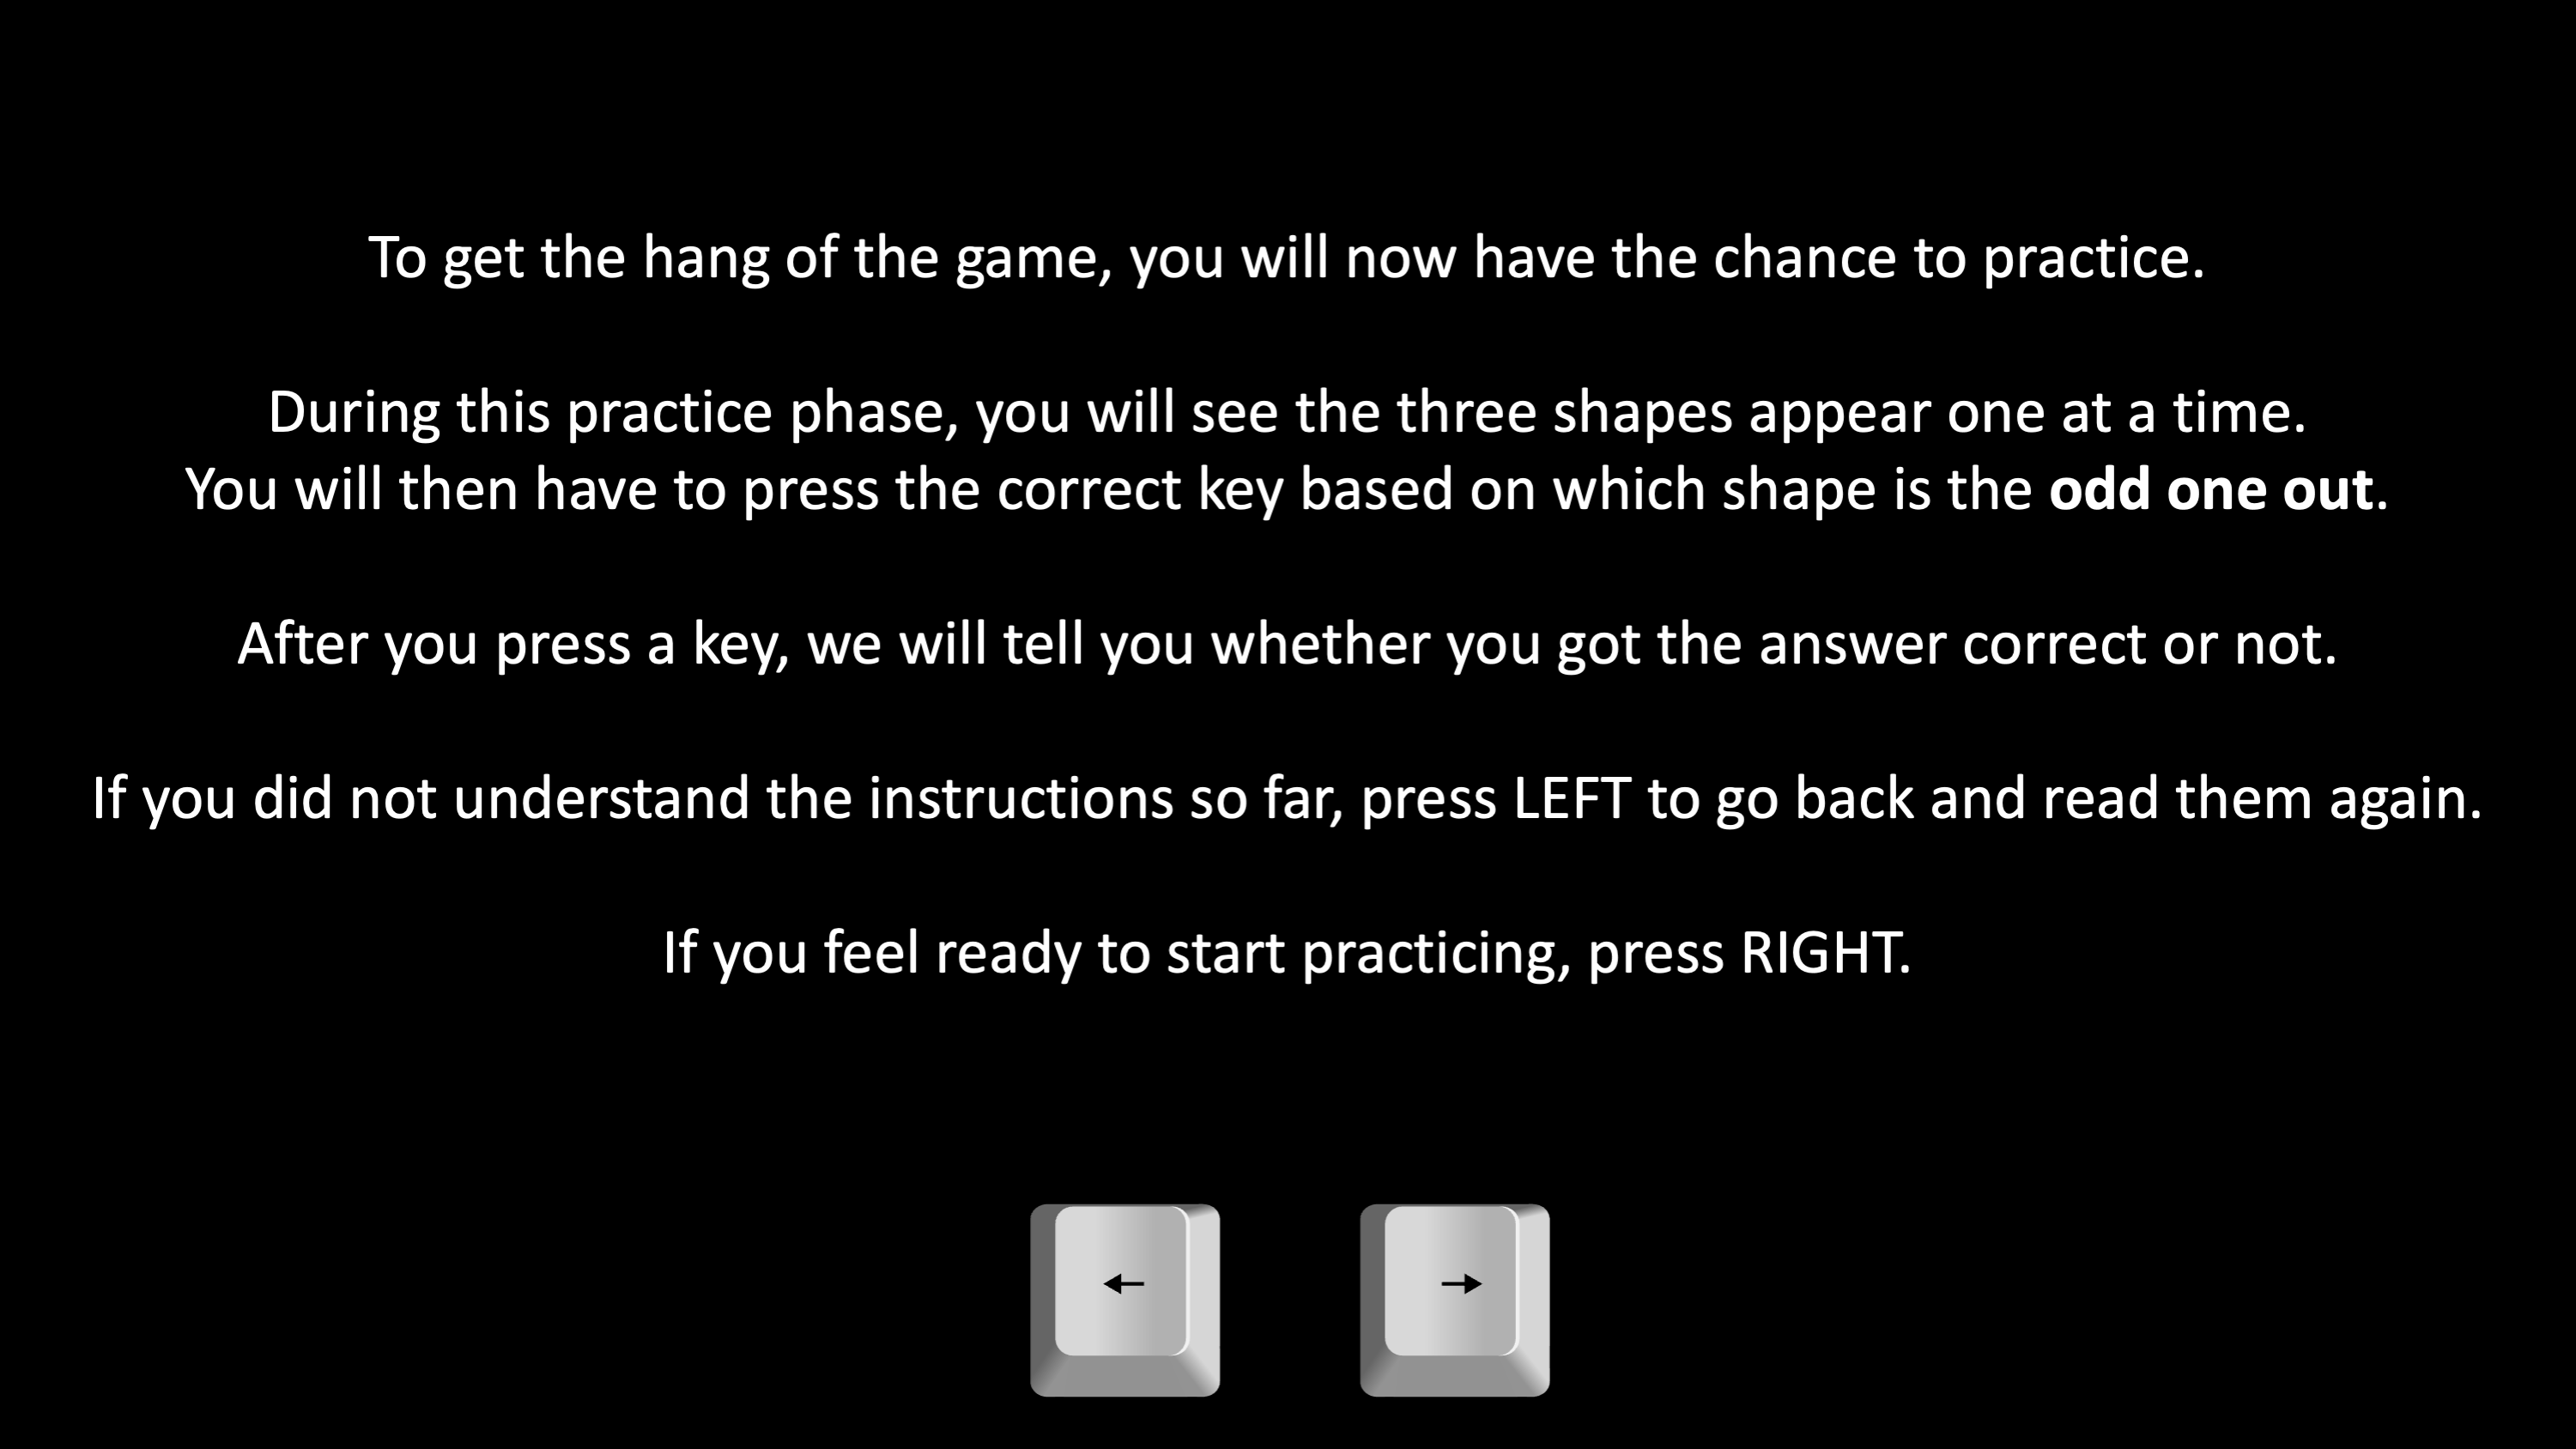 To get the hang of the game, you will now have the chance to practice.
During this practice phase, you will see the three shapes appear one at a time.
You will then have to press the correct key based on which shape is the odd one out.
After you press a key, we will tell you whether you got the answer correct or not.
If you did not understand the instructions so far, press LEFT to go back and read them again.
If you feel ready to start practicing, press RIGHT.